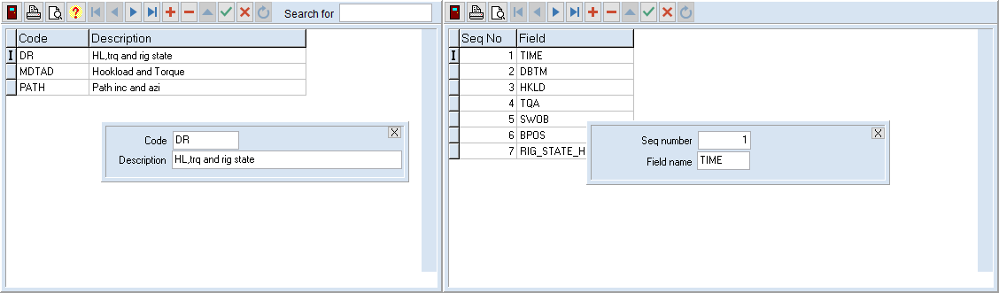 Search for
Code Description
DR HL,trq and rig state
MDTAD Hookload and Torque
PATH Path inc and azi
Code DR
Description HL,trq and rig state
Seq No Field
1 TIME
2 DBTM
3 HKLD
4 TQA
5 SWOB
6 BPOS
7 RIG_STATE_H
Seq number 1
Field name TIME